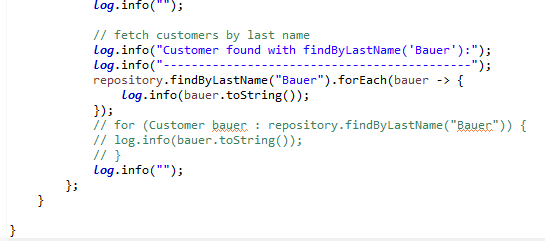 log.info("");
// fetch customers by last name
log.info("Customer found with findByLastName('Bauer'):");
log.info("--------------------------------------------");
repository.findByLastName("Bauer").forEach(bauer -> {
log.info(bauer.toString());
});
// for (Customer bauer : repository.findByLastName("Bauer")) {
// log.info(bauer.toString());
// }
log.info("");
};
}
}